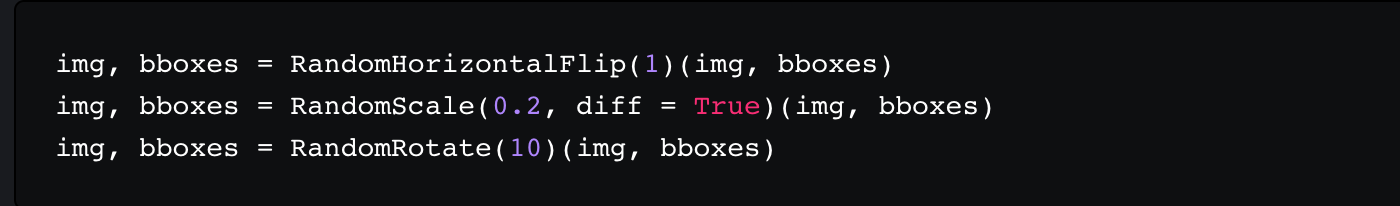 img, bboxes = RandomHorizontalFlip(1)(img, bboxes)
img, bboxes = RandomScale(0.2, diff = True)(img, bboxes)
img, bboxes = RandomRotate(10)(img, bboxes)